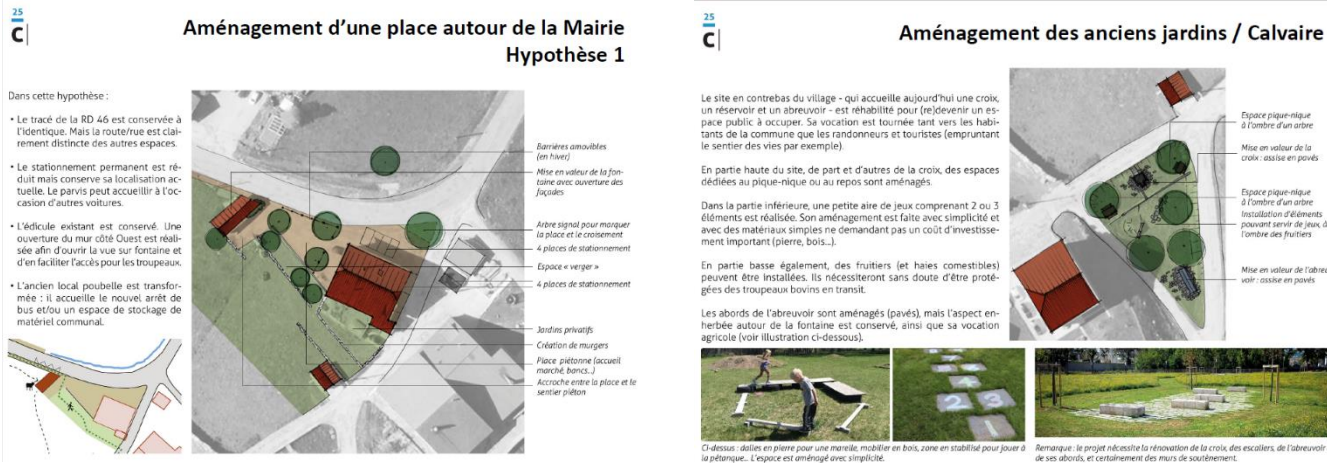 25
C
Aménagement d'une place autour de la Mairie
Hypothèse 1
Dans cette hypothèse :
• Le tracé de la RD 46 est conservée à
l'identique. Mais la route/rue est clai-
rement distincte des autres espaces.
• Le stationnement permanent est ré-
duit mais conserve sa localisation ac-
tuelle. Le parvis peut accueillir à l'oc-
casion d'autres voitures.
• L'édicule existant est conservé. Une
ouverture du mur côté Ouest est réali-
sée afin d'ouvrir la vue sur fontaine et
d'en faciliter l'accès pour les troupeaux.
• L'ancien local poubelle est transfor-
mée : il accueille le nouvel arrêt de
bus et/ou un espace de stockage de
matériel communal.
Barrières amovibles
(en hiver)
Mise en valeur de la fon-
taine avec ouverture des
façades
Arbre signal pour marquer
la place et le croisement
4 places de stationnement
Espace « verger »
4 places de stationnement
Jardins privatifs
Création de murgers
Place piétonne (accueil
marché, bancs...)
Accroche entre la place et le
sentier piéton
25
C
Aménagement des anciens jardins / Calvaire
Le site en contrebas du village - qui accueille aujourd'hui une croix,
un réservoir et un abreuvoir - est réhabilité pour (re)devenir un es-
pace public à occuper. Sa vocation est tournée tant vers les habi-
tants de la commune que les randonneurs et touristes (empruntant
le sentier des vies par exemple).
En partie haute du site, de part et d'autres de la croix, des espaces
dédiées au pique-nique ou au repos sont aménagés.
Dans la partie inférieure, une petite aire de jeux comprenant 2 ou 3
éléments est réalisée. Son aménagement est faite avec simplicité et
avec des matériaux simples ne demandant pas un coût d'investisse-
ment important (pierre, bois...).
En partie basse également, des fruitiers (et haies comestibles)
peuvent être installées. Ils nécessiteront sans doute d'être proté-
gées des troupeaux bovins en transit.
Les abords de l'abreuvoir sont aménagés (pavés), mais l'aspect en-
herbée autour de la fontaine est conservé, ainsi que sa vocation
agricole (voir illustration ci-dessous).
Espace pique-nique
à l'ombre d'un arbre
Mise en valeur de la
croix : assise en pavés
Espace pique-nique
à l'ombre d'un arbre
Installation d'éléments
pouvant servir de jeux, à
l'ombre des fruitiers
Mise en valeur de l'abreu
voir : assise en pavés
1
2 3
Ci-dessus : dalles en pierre pour une marelle, mobilier en bois, zone en stabilisé pour jouer à
la pétanque... L'espace est aménagé avec simplicité.
Remarque : le projet nécessite la rénovation de la croix, des escaliers, de l'abreuvoir
de ses abords, et certainement des murs de soutènement.